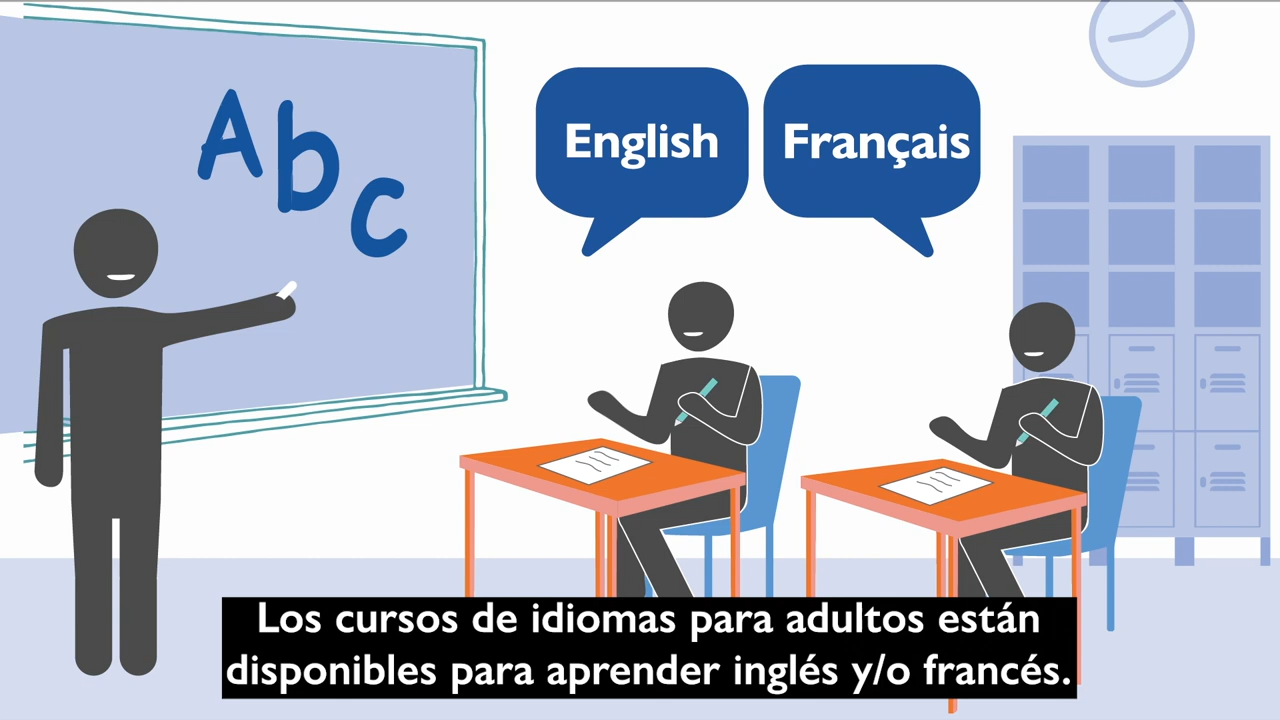 Abc
English
Français
Los cursos de idiomas para adultos están
disponibles para aprender inglés y/o francés.